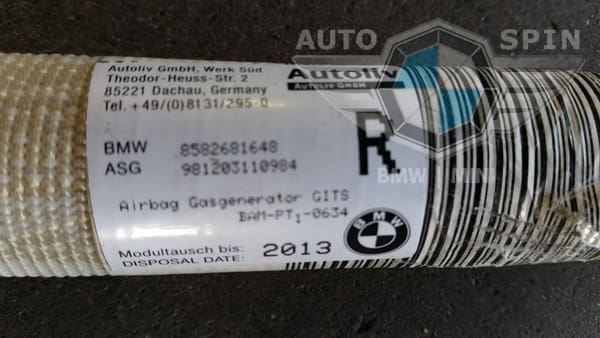 AUTO SPIN
Autoliv GmbH, Werk Süd
Theodor-Heuss-Str. 2
85221 Dachau, Germany
Tel. +49/(0)8131/295-0
Autoliv
AUTOLIV GMBH
BMW 8582681648
ASG 981203110984
R
BMW MINI
Airbag Gasgenerator GITS
BAM-PT1-0634
BMW
Modultausch bis:
DISPOSAL DATE: 2013